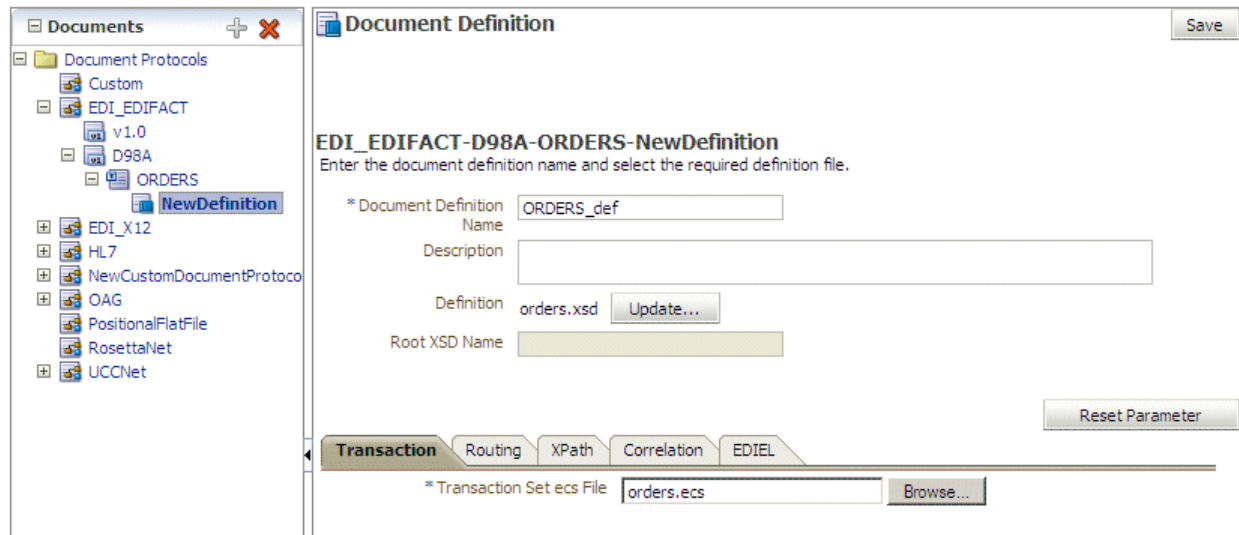 Documents
Document Protocols
Custom
EDI_EDIFACT
v1.0
D98A
ORDERS
NewDefinition
EDI_X12
HL7
NewCustomDocumentProtoco
OAG
PositionalFlatFile
RosettaNet
UCCNet
Document Definition
Save
EDI_EDIFACT-D98A-ORDERS-NewDefinition
Enter the document definition name and select the required definition file.
* Document Definition
Name
ORDERS_def
Description
Definition
orders.xsd
Update...
Root XSD Name
Reset Parameter
Transaction
Routing
XPath
Correlation
EDIEL
* Transaction Set ecs File
orders.ecs
Browse...